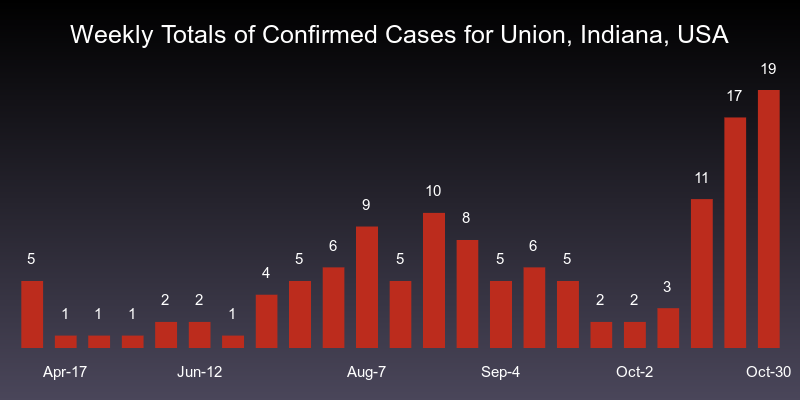 Weekly Totals of Confirmed Cases for Union, Indiana, USA
5 1 1 1 2 2 1 4 5 6 9 5 10 8 5 6 5 2 2 3 11 17 19
Apr-17 Jun-12 Aug-7 Sep-4 Oct-2 Oct-30